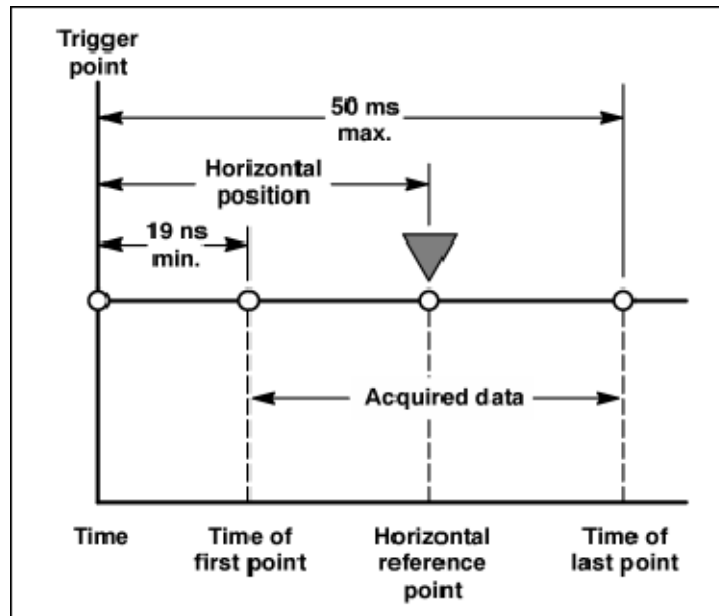 Trigger
point
50 ms
max.
Horizontal
position
19 ns
min.
Acquired data
Time
Time of
first point
Horizontal
reference
point
Time of
last point